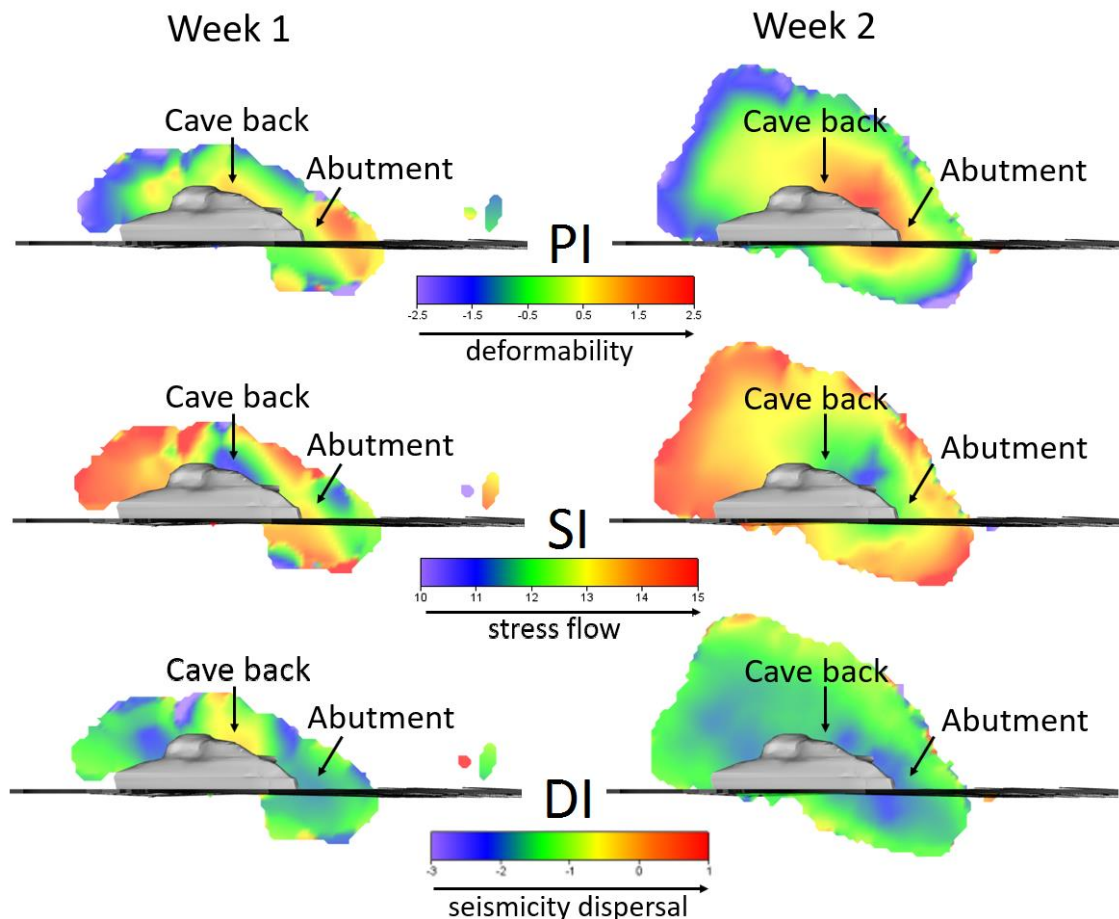 Week 1
Week 2
Cave back
Abutment
Cave back
Abutment
PI
-2.5 -1.5 -0.5 0.5 1.5 2.5
deformability
Cave back
Abutment
Cave back
Abutment
SI
10 11 12 13 14 15
stress flow
Cave back
Abutment
Cave back
Abutment
DI
-3 -2 -1 0 1
seismicity dispersal